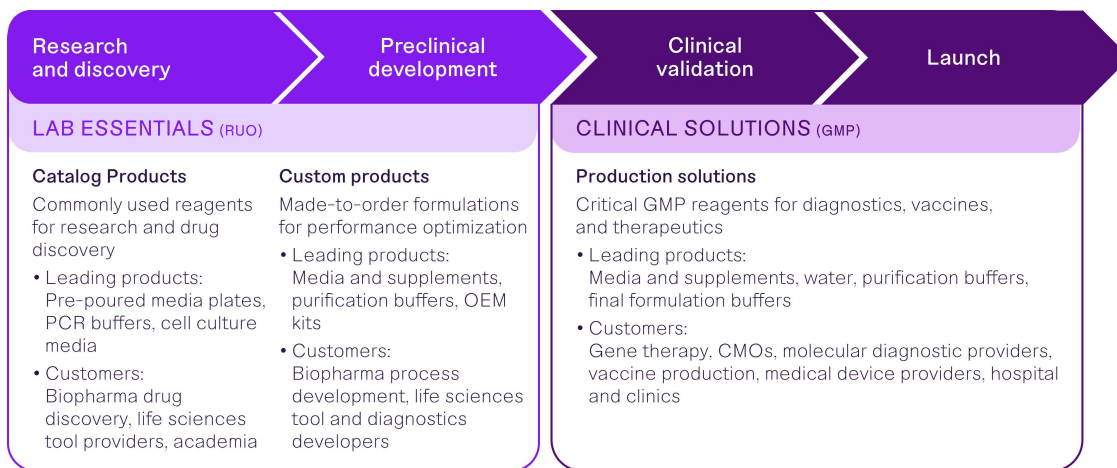 Research
and discovery
Preclinical
development
Clinical
validation
Launch
LAB ESSENTIALS (RUO)
CLINICAL SOLUTIONS (GMP)
Catalog Products
Commonly used reagents
for research and drug
discovery
• Leading products:
Pre-poured media plates,
PCR buffers, cell culture
media
• Customers:
Biopharma drug
discovery, life sciences
tool providers, academia
Custom products
Made-to-order formulations
for performance optimization
• Leading products:
Media and supplements,
purification buffers, OEM
kits
• Customers:
Biopharma process
development, life sciences
tool and diagnostics
developers
Production solutions
Critical GMP reagents for diagnostics, vaccines,
and therapeutics
• Leading products:
Media and supplements, water, purification buffers,
final formulation buffers
• Customers:
Gene therapy, CMOs, molecular diagnostic providers,
vaccine production, medical device providers, hospital
and clinics